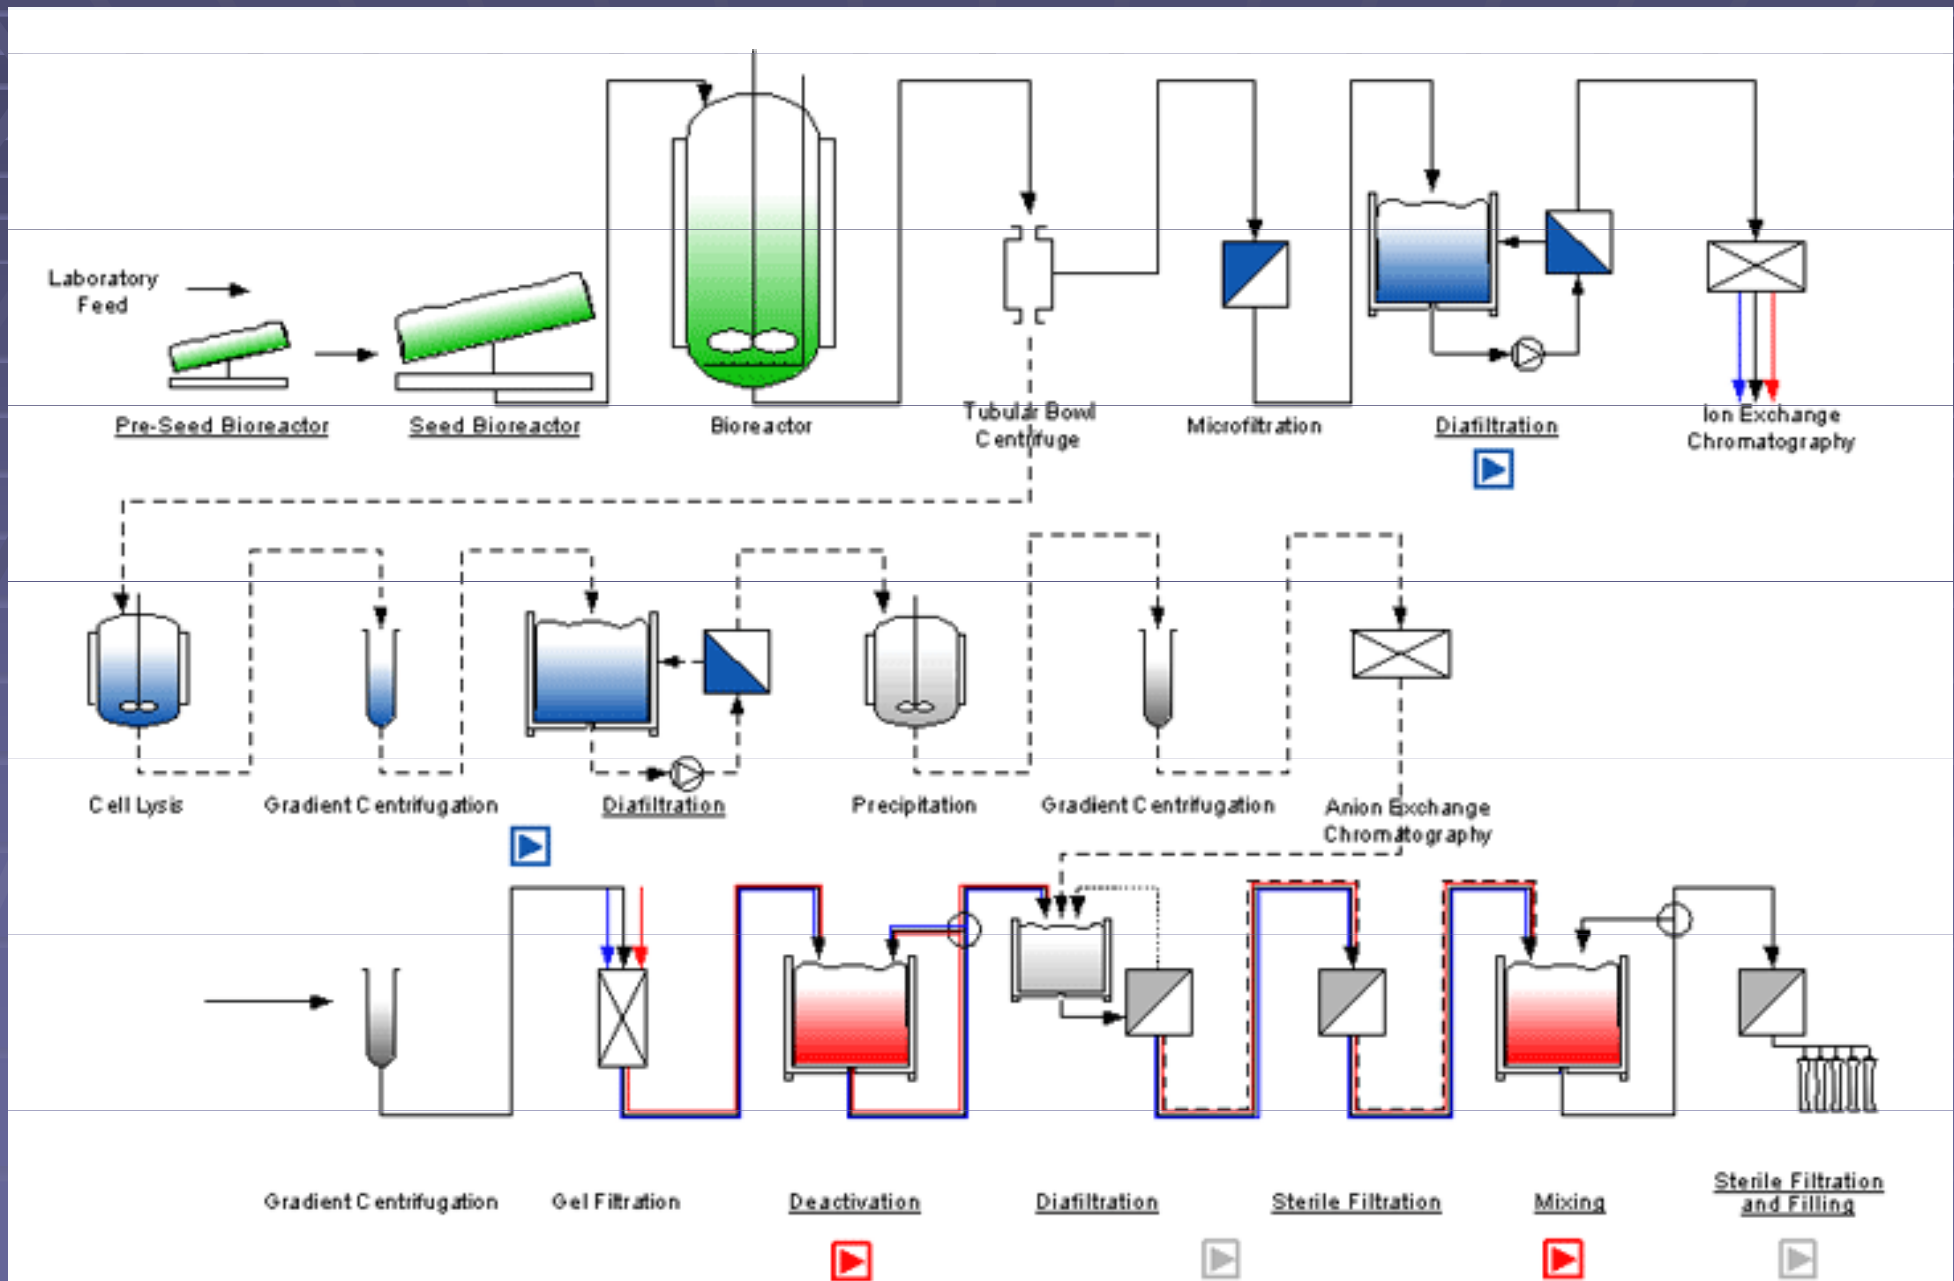 Laboratory
Feed
Pre-Seed Bioreactor
Seed Bioreactor
Bioreactor
Tubular Bowl
Centrifuge
Microfiltration
Diafiltration
Ion Exchange
Chromatography
Cell Lysis
Gradient Centrifugation
Diafiltration
Precipitation
Gradient Centrifugation
Anion Exchange
Chromatography
Gradient Centrifugation
Gel Filtration
Deactivation
Diafiltration
Sterile Filtration
Mixing
Sterile Filtration
and Filling